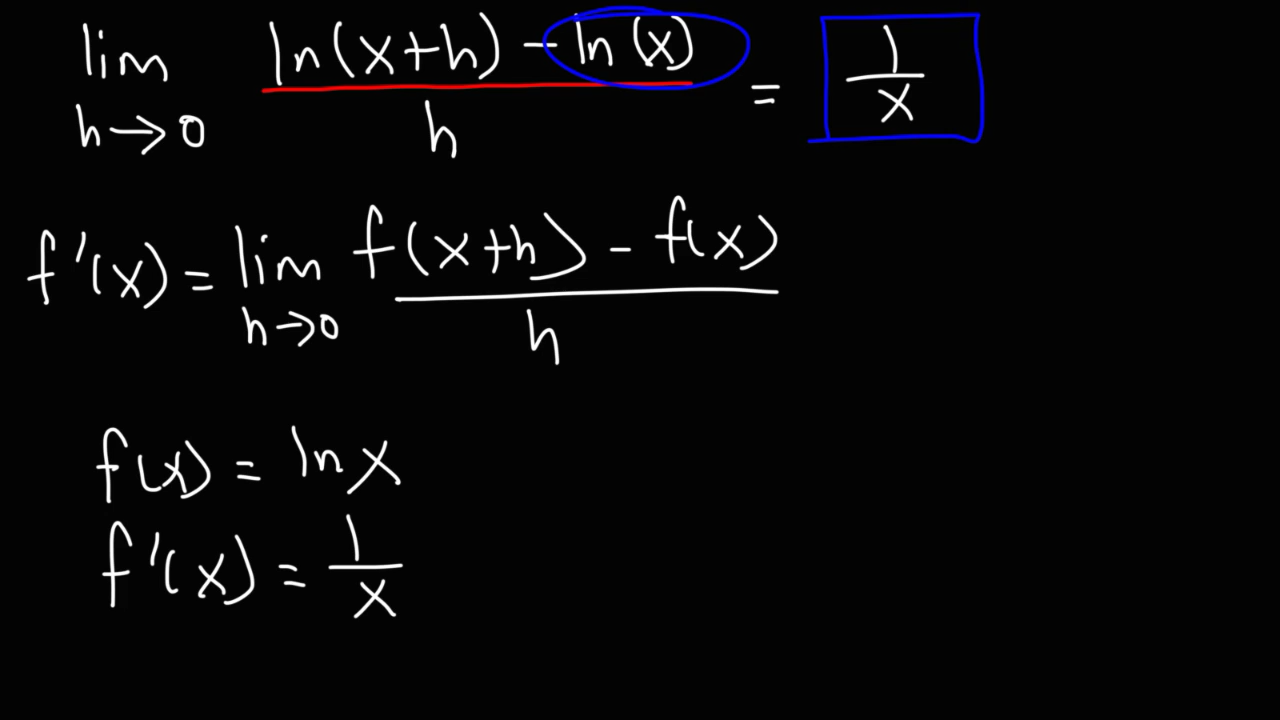 lim h→0 ln(x+h) - ln(x) / h = 1/x
f'(x) = lim h→0 f(x+h) - f(x) / h
f(x) = ln x
f'(x) = 1/x